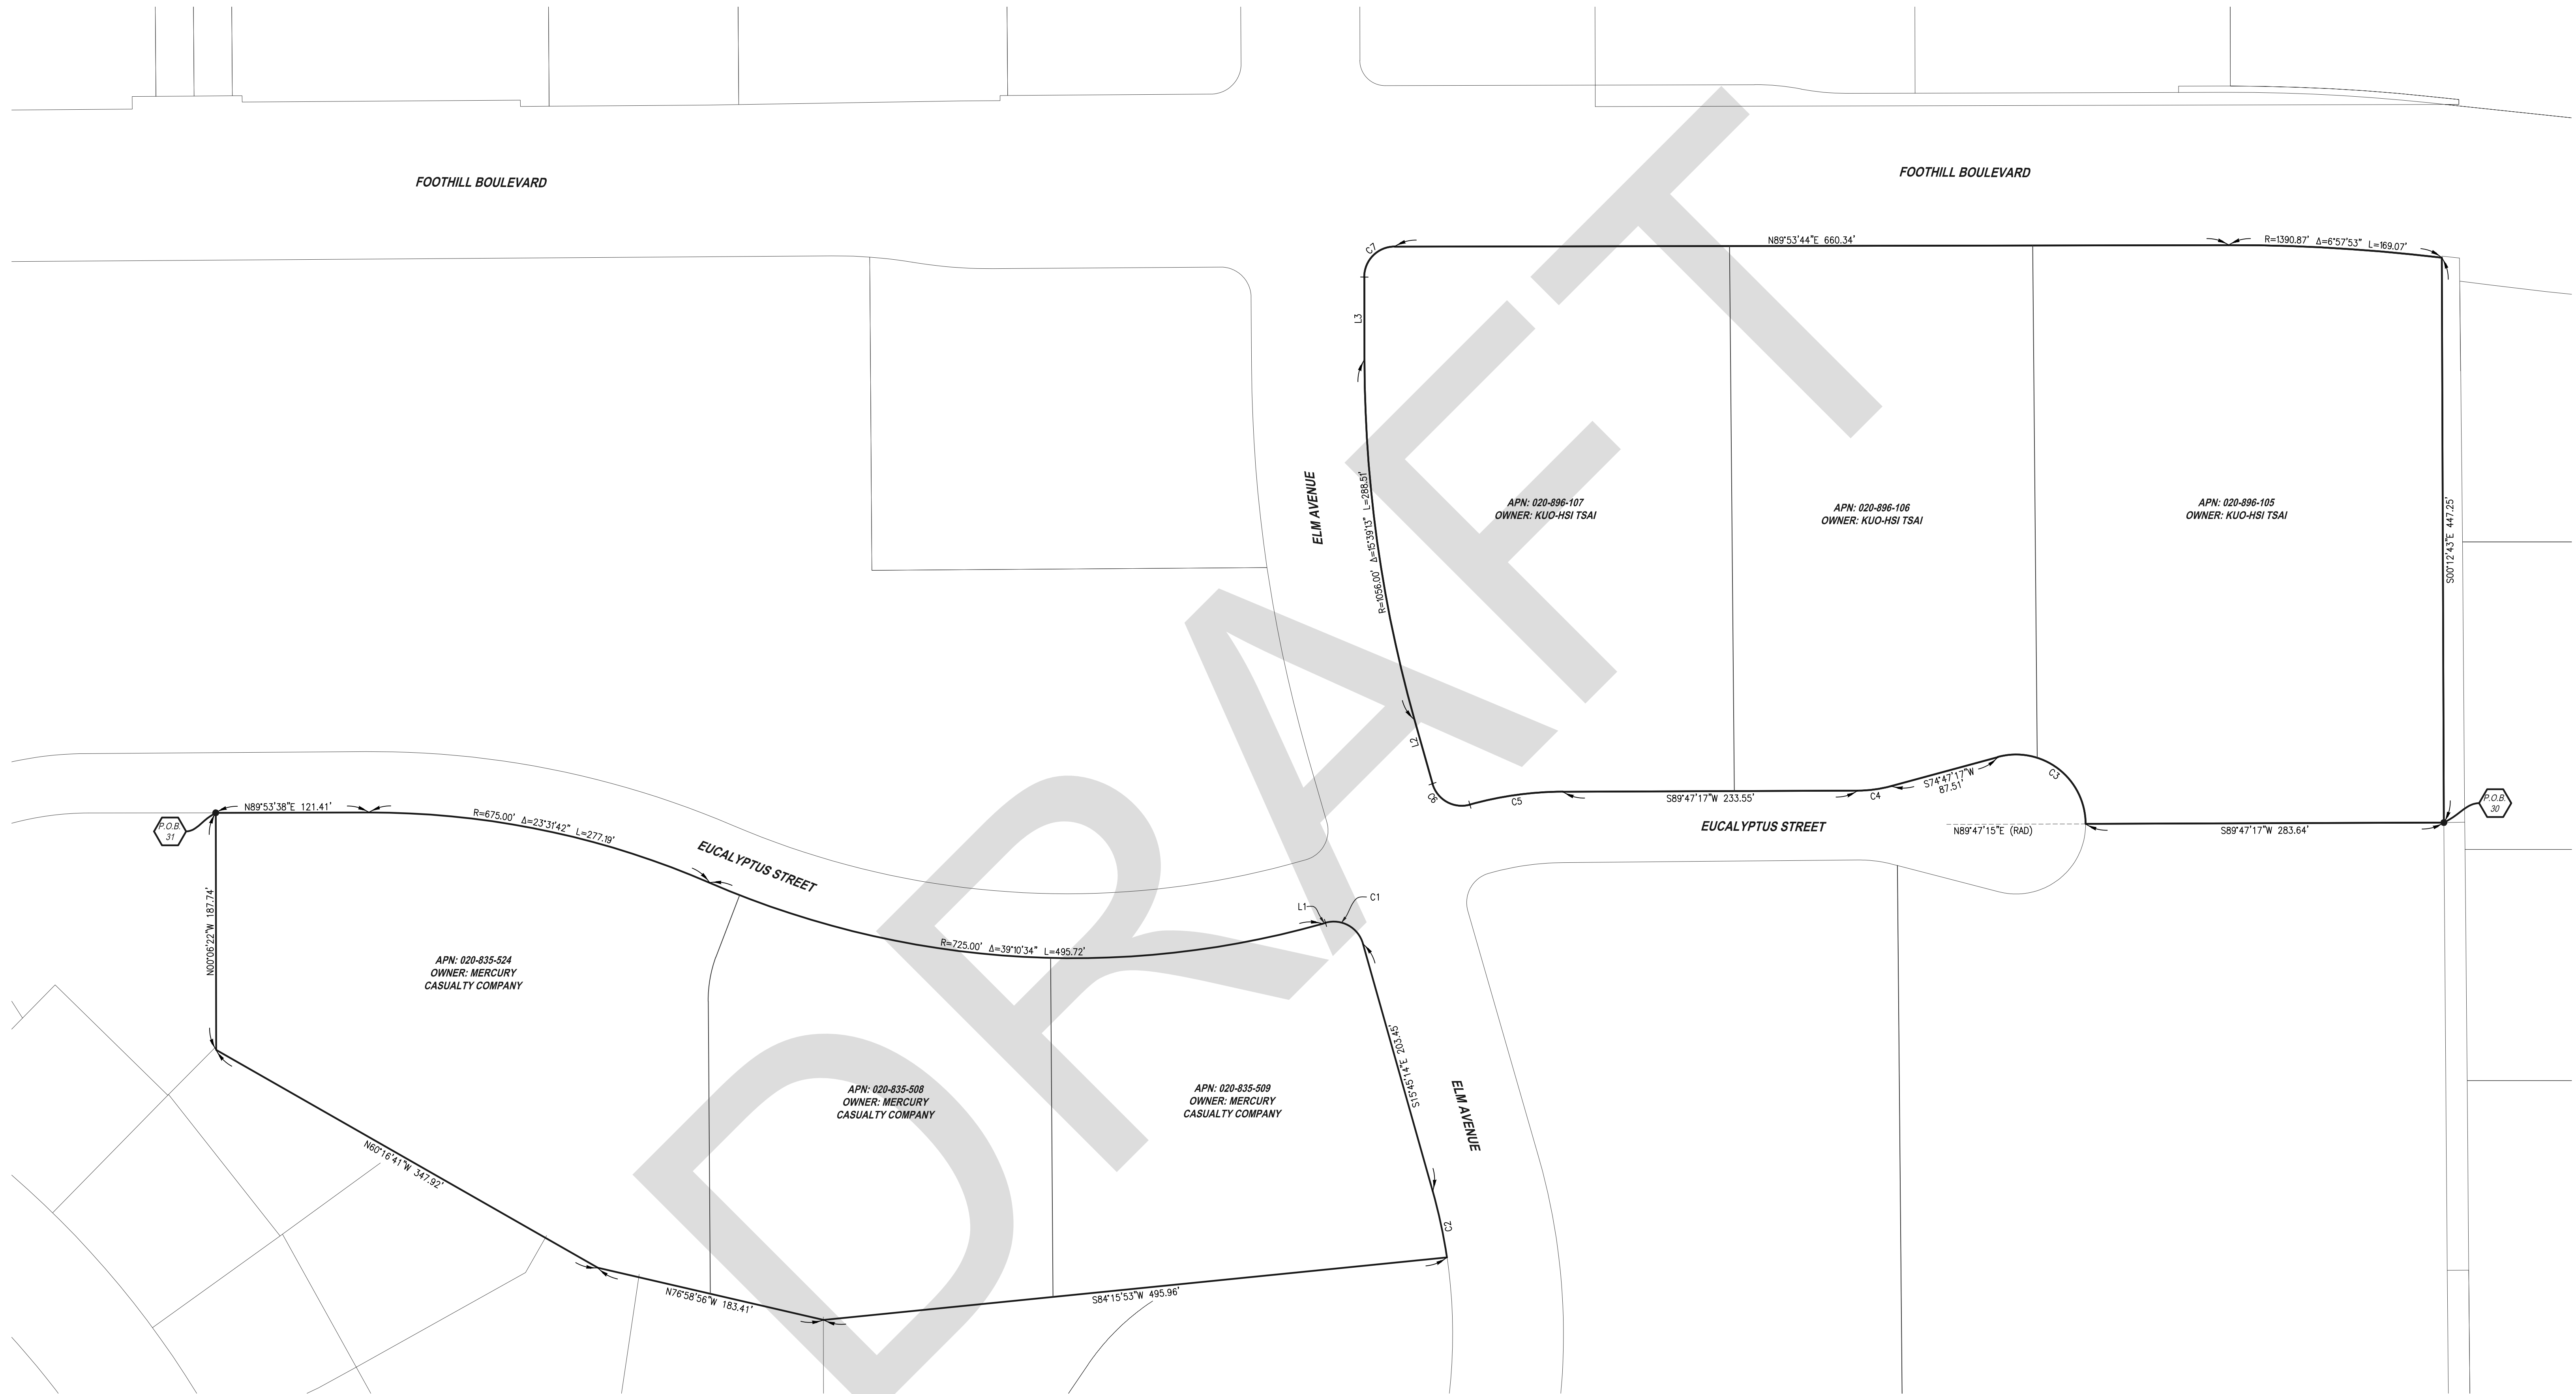 FOOTHILL BOULEVARD
FOOTHILL BOULEVARD
C7
N89°53'44"E 660.34'
R=1390.87' Δ=6°57'53" L=169.07'
L3
ELM AVENUE
R=1056.00' Δ=15°39'13" L=288.51'
APN: 020-896-107
OWNER: KUO-HSI TSAI
APN: 020-896-106
OWNER: KUO-HSI TSAI
APN: 020-896-105
OWNER: KUO-HSI TSAI
S00°12'43"E 447.25'
L2
C6
C5
S89°47'17"W 233.55'
C4
S74°47'17"W
87.51'
C3
EUCALYPTUS STREET
N89°47'15"E (RAD)
S89°47'17"W 283.64'
P.O.B.
30
P.O.B.
31
N89°53'38"E 121.41'
R=675.00' Δ=23°31'42" L=277.19'
EUCALYPTUS STREET
L1
C1
N00°06'22"W 187.74'
R=725.00' Δ=39°10'34" L=495.72'
APN: 020-835-524
OWNER: MERCURY
CASUALTY COMPANY
APN: 020-835-508
OWNER: MERCURY
CASUALTY COMPANY
APN: 020-835-509
OWNER: MERCURY
CASUALTY COMPANY
S15°45'14"E 203.45'
ELM AVENUE
C2
N60°16'41"W 347.92'
N76°58'56"W 183.41'
S84°15'53"W 495.96'
DRAFT